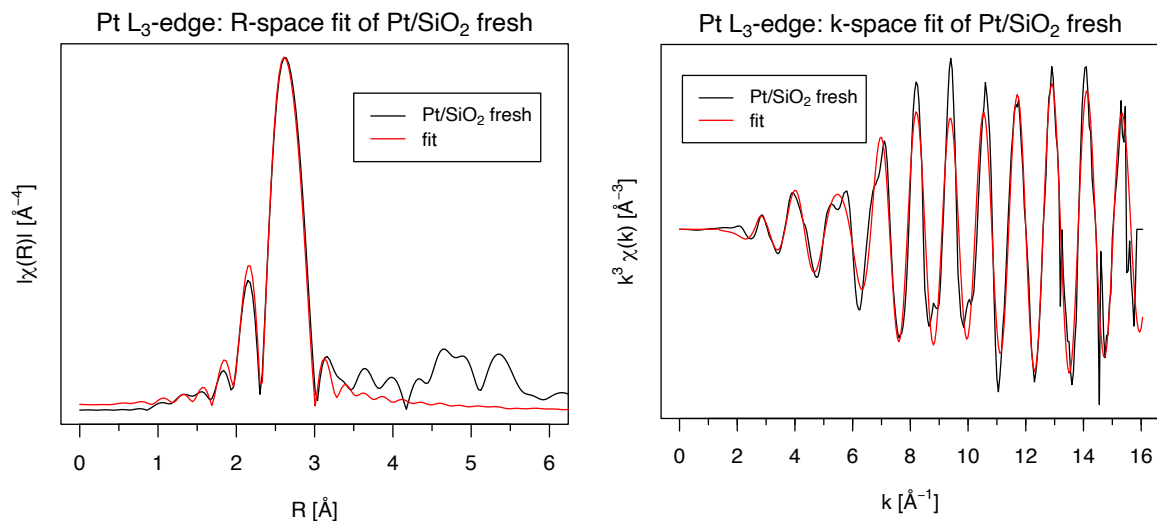 Pt L₃-edge: R-space fit of Pt/SiO₂ fresh
Pt/SiO₂ fresh
fit
|χ(R)| [Å⁻⁴]
0 1 2 3 4 5 6
R [Å]
Pt L₃-edge: k-space fit of Pt/SiO₂ fresh
Pt/SiO₂ fresh
fit
k³ χ(k) [Å⁻³]
0 2 4 6 8 10 12 14 16
k [Å⁻¹]